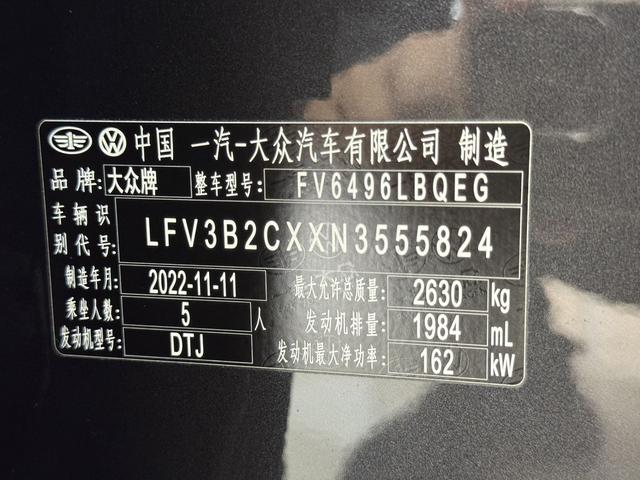 中国 一汽-大众汽车有限公司 制造
品牌: 大众牌 整车型号: FV6496LBQEG
车辆识别代号: LFV3B2CXXN3555824
制造年月: 2022-11-11 最大允许总质量: 2630 kg
乘坐人数: 5 人 发动机排量: 1984 mL
发动机型号: DTJ 发动机最大净功率: 162 kW